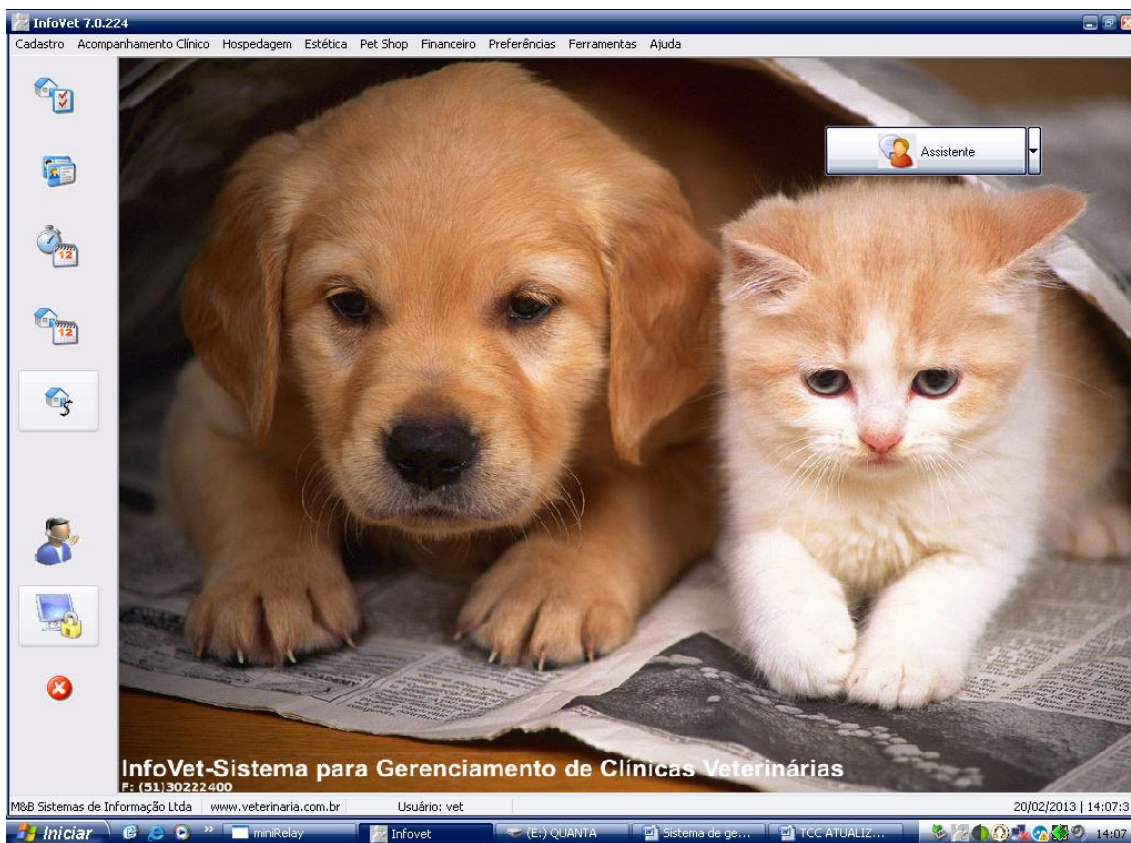 InfoVet 7.0.224
Cadastro Acompanhamento Clínico Hospedagem Estética Pet Shop Financeiro Preferências Ferramentas Ajuda
12
Assistente
12
InfoVet-Sistema para Gerenciamento de Clínicas Veterinárias
F: (51)30222400
M&B Sistemas de Informação Ltda www.veterinaria.com.br Usuário: vet 20/02/2013 | 14:07:3
Iniciar » miniRelay Infovet (E:) QUANTA Sistema de ge... TCC ATUALIZ... 14:07